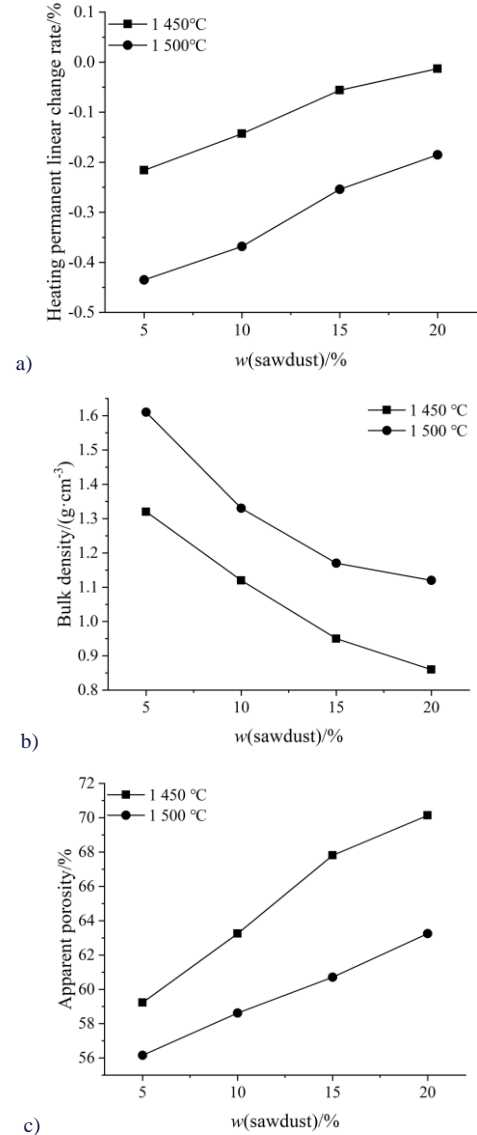 Heating permanent linear change rate/%
0.1
0.0
-0.1
-0.2
-0.3
-0.4
-0.5
1 450℃
1 500℃
5 10 15 20
w(sawdust)/%
a)
Bulk density/(g·cm-3)
1.6
1.5
1.4
1.3
1.2
1.1
1.0
0.9
0.8
1 450 ℃
1 500 ℃
5 10 15 20
w(sawdust)/%
b)
Apparent porosity/%
72
70
68
66
64
62
60
58
56
1 450 ℃
1 500 ℃
5 10 15 20
w(sawdust)/%
c)